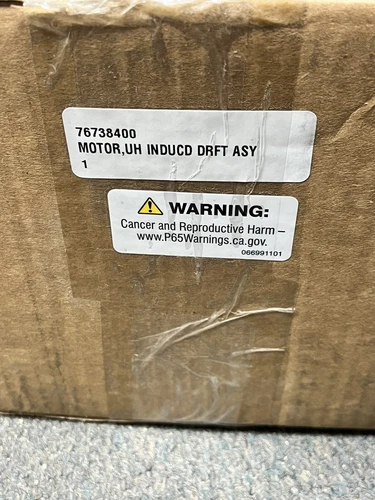 76738400
MOTOR,UH INDUCD DRFT ASY
1
WARNING:
Cancer and Reproductive Harm –
www.P65Warnings.ca.gov.
066991101